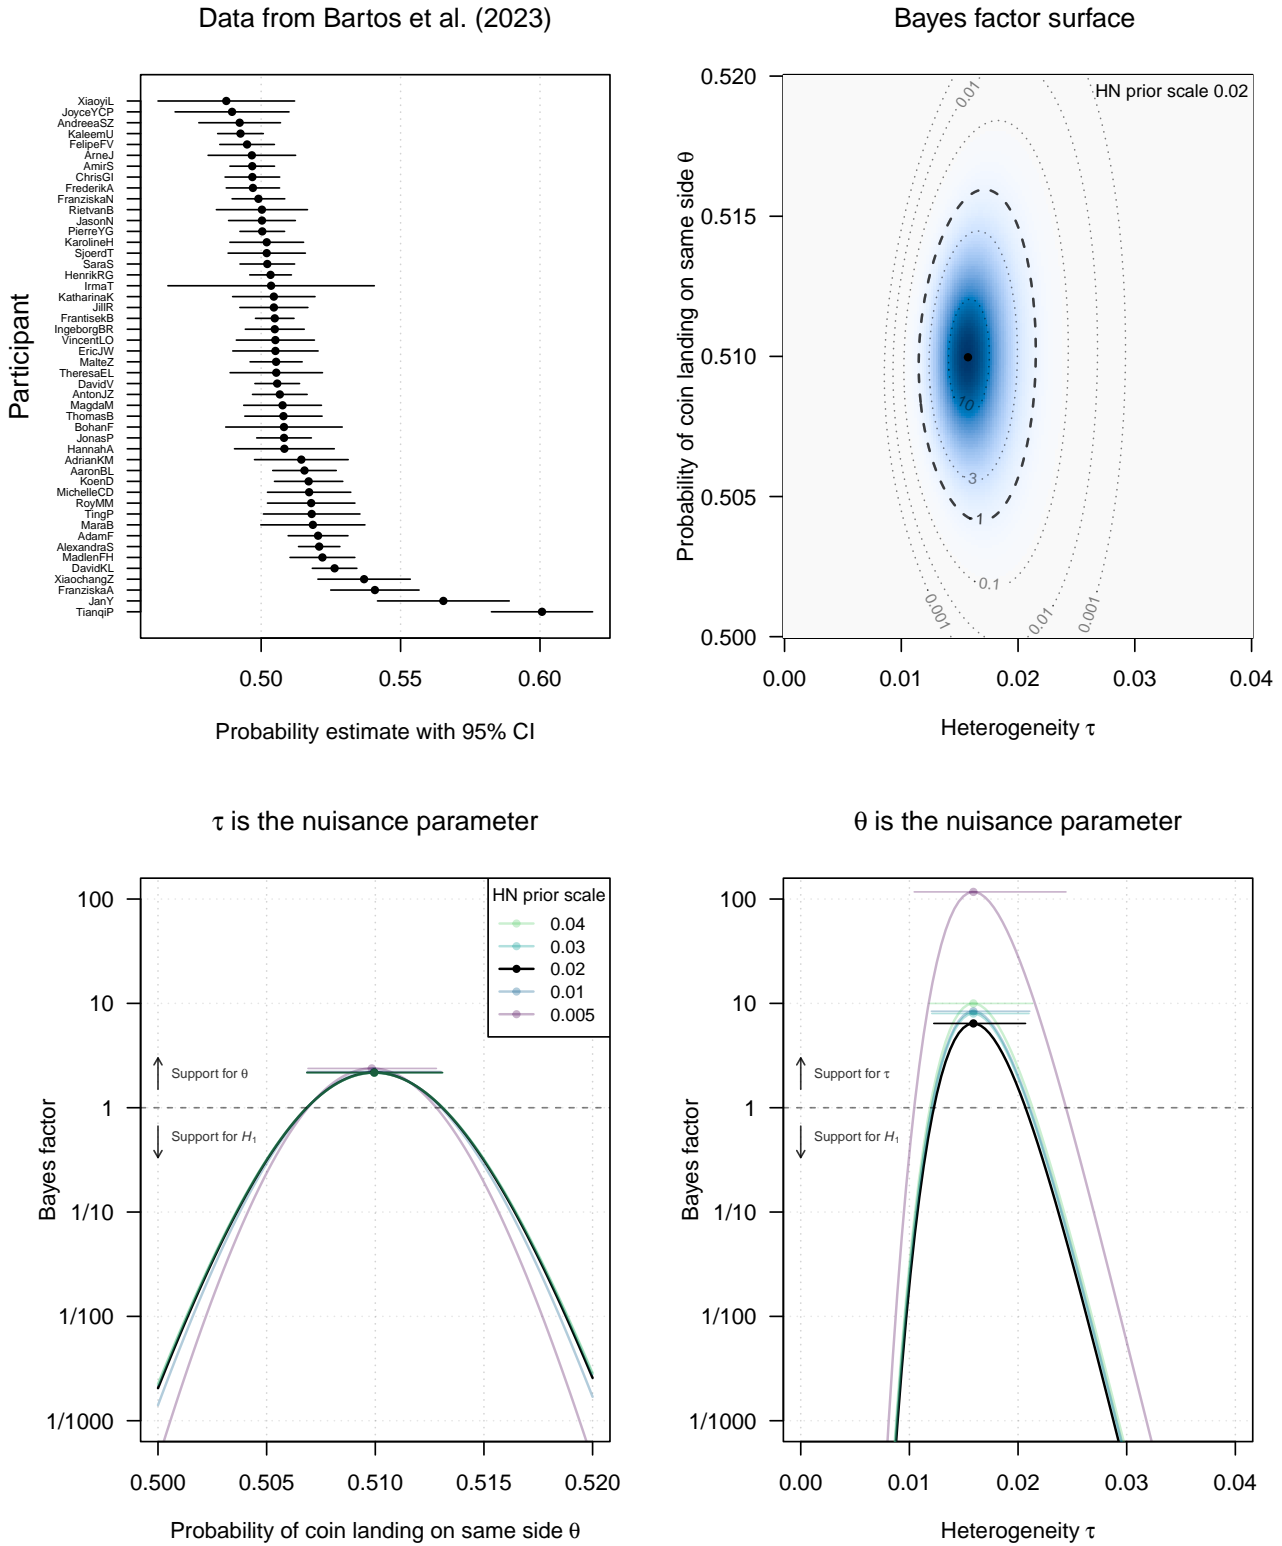 Data from Bartos et al. (2023)
Participant
XiaoyiL
JoyceYCP
AndreeaSZ
KaleemU
FelipeFV
ArneJ
AmirS
ChrisGI
FrederikA
FranziskaN
RietvanB
JasonN
PierreYG
KarolineH
SjoerdT
SaraS
HenrikRG
IrmaT
KatharinaK
JillR
FrantisekB
IngeborgBR
VincentLO
EricJW
MalteZ
TheresaEL
DavidV
AntonJZ
MagdaM
ThomasB
BohanF
JonasP
HannahA
AdrianKM
AaronBL
KoenD
MichelleCD
RoyMM
TingP
MaraB
AdamF
AlexandraS
MadlenFH
DavidKL
XiaochangZ
FranziskaA
JanY
TianqiP
0.50 0.55 0.60
Probability estimate with 95% CI
Bayes factor surface
HN prior scale 0.02
Probability of coin landing on same side θ
0.520
0.515
0.510
0.505
0.500
0.01
10
3
1
0.1
0.001
0.01
0.001
0.00 0.01 0.02 0.03 0.04
Heterogeneity τ
τ is the nuisance parameter
Bayes factor
100
10
1
1/10
1/100
1/1000
HN prior scale
0.04
0.03
0.02
0.01
0.005
Support for θ
Support for H1
0.500 0.505 0.510 0.515 0.520
Probability of coin landing on same side θ
θ is the nuisance parameter
Bayes factor
100
10
1
1/10
1/100
1/1000
Support for τ
Support for H1
0.00 0.01 0.02 0.03 0.04
Heterogeneity τ